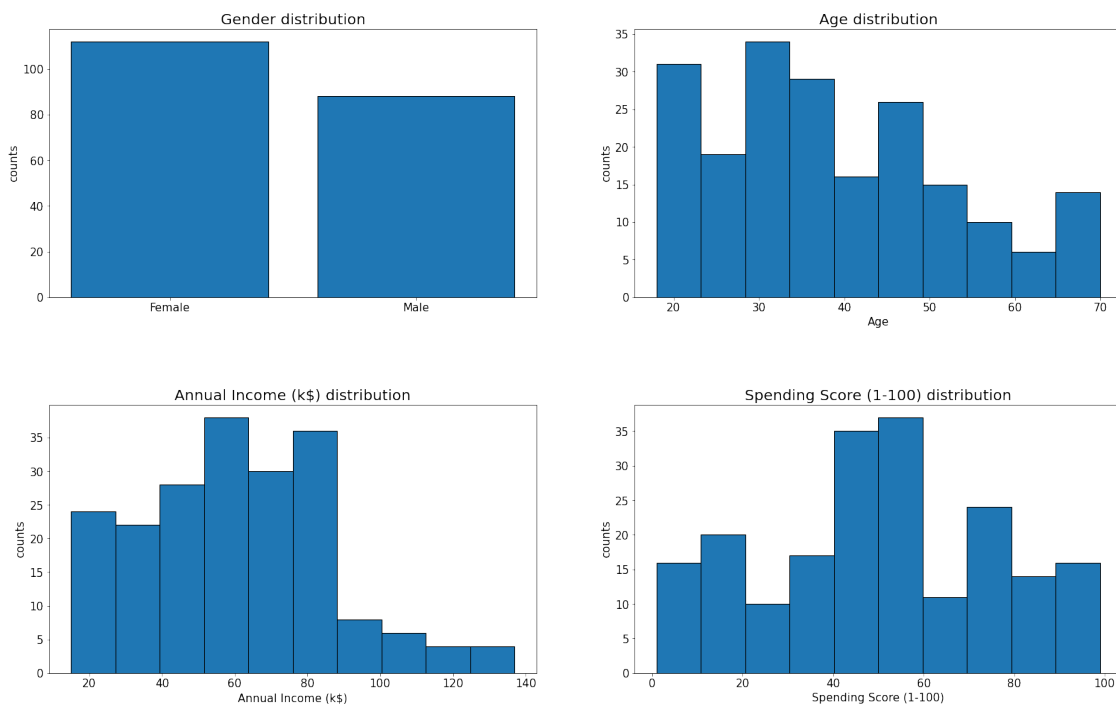 Gender distribution
counts
0
20
40
60
80
100
Female Male
Age distribution
counts
0
5
10
15
20
25
30
35
20 30 40 50 60 70
Age
Annual Income (k$) distribution
counts
0
5
10
15
20
25
30
35
20 40 60 80 100 120 140
Annual Income (k$)
Spending Score (1-100) distribution
counts
0
5
10
15
20
25
30
35
0 20 40 60 80 100
Spending Score (1-100)